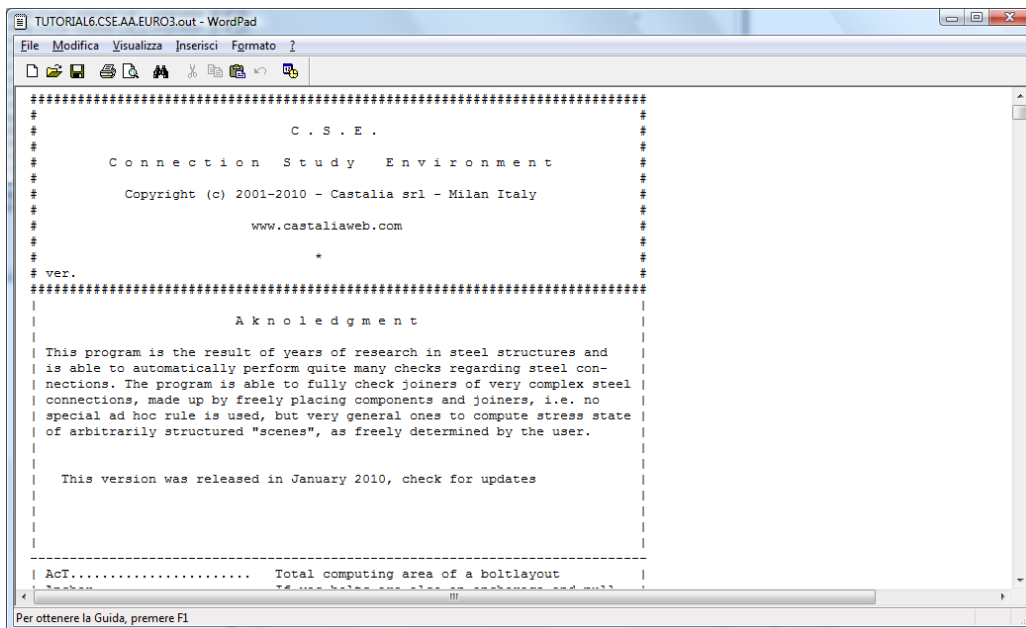 TUTORIAL6.CSE.AA.EURO3.out - WordPad
File Modifica Visualizza Inserisci Formato ?
################################################################################
# #
# C . S . E . #
# #
# C o n n e c t i o n S t u d y E n v i r o n m e n t #
# #
# Copyright (c) 2001-2010 - Castalia srl - Milan Italy #
# #
# www.castaliaweb.com #
# #
# * #
# ver. #
################################################################################
| |
| A k n o l e d g m e n t |
| |
| This program is the result of years of research in steel structures and |
| is able to automatically perform quite many checks regarding steel con- |
| nections. The program is able to fully check joiners of very complex steel |
| connections, made up by freely placing components and joiners, i.e. no |
| special ad hoc rule is used, but very general ones to compute stress state |
| of arbitrarily structured "scenes", as freely determined by the user. |
| |
| |
| This version was released in January 2010, check for updates |
| |
| |
| |
| |
------------------------------------------------------------------------------
| AcT....................... Total computing area of a boltlayout |
Per ottenere la Guida, premere F1